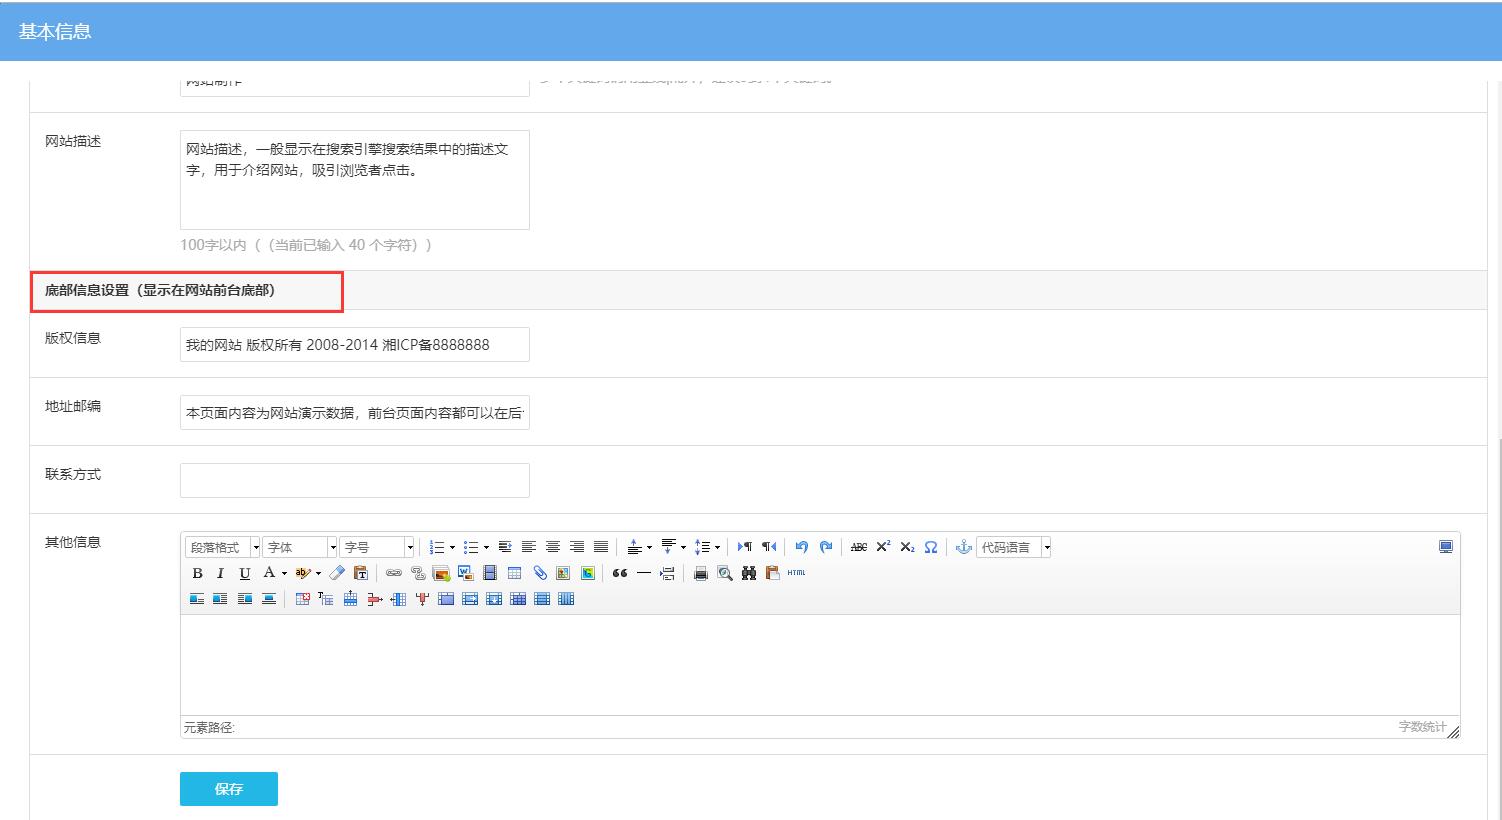 基本信息
网站制作
网站描述
网站描述，一般显示在搜索引擎搜索结果中的描述文
字，用于介绍网站，吸引浏览者点击。
100字以内（（当前已输入 40 个字符））
底部信息设置（显示在网站前台底部）
版权信息
我的网站 版权所有 2008-2014 湘ICP备8888888
地址邮编
本页面内容为网站演示数据，前台页面内容都可以在后
联系方式
其他信息
段落格式 字体 字号 ABC X² X₂ Ω 代码语言
B I U A ab T HTML
元素路径:
字数统计
保存